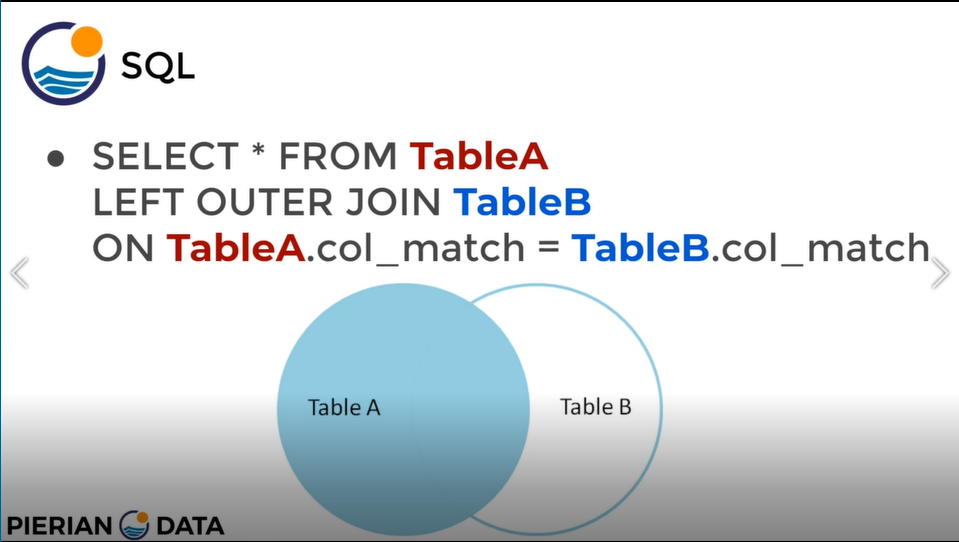 SQL
● SELECT * FROM TableA
LEFT OUTER JOIN TableB
ON TableA.col_match = TableB.col_match
Table A
Table B
PIERIAN DATA